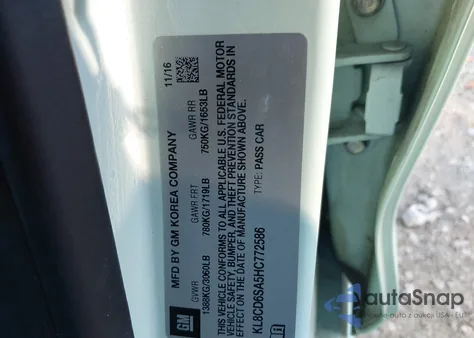 MFD BY GM KOREA COMPANY
11/16
GVWR
GAWR FRT
GAWR RR
1388KG/3060LB
780KG/1719LB
750KG/1653LB
THIS VEHICLE CONFORMS TO ALL APPLICABLE U.S. FEDERAL MOTOR
VEHICLE SAFETY, BUMPER, AND THEFT PREVENTION STANDARDS IN
EFFECT ON THE DATE OF MANUFACTURE SHOWN ABOVE.
KL8CD6SA5HC772586
TYPE: PASS CAR
GM
autoSnap